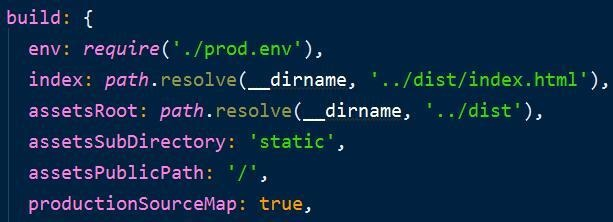 build: {
env: require('./prod.env'),
index: path.resolve(__dirname, '../dist/index.html'),
assetsRoot: path.resolve(__dirname, '../dist'),
assetsSubDirectory: 'static',
assetsPublicPath: '/',
productionSourceMap: true,